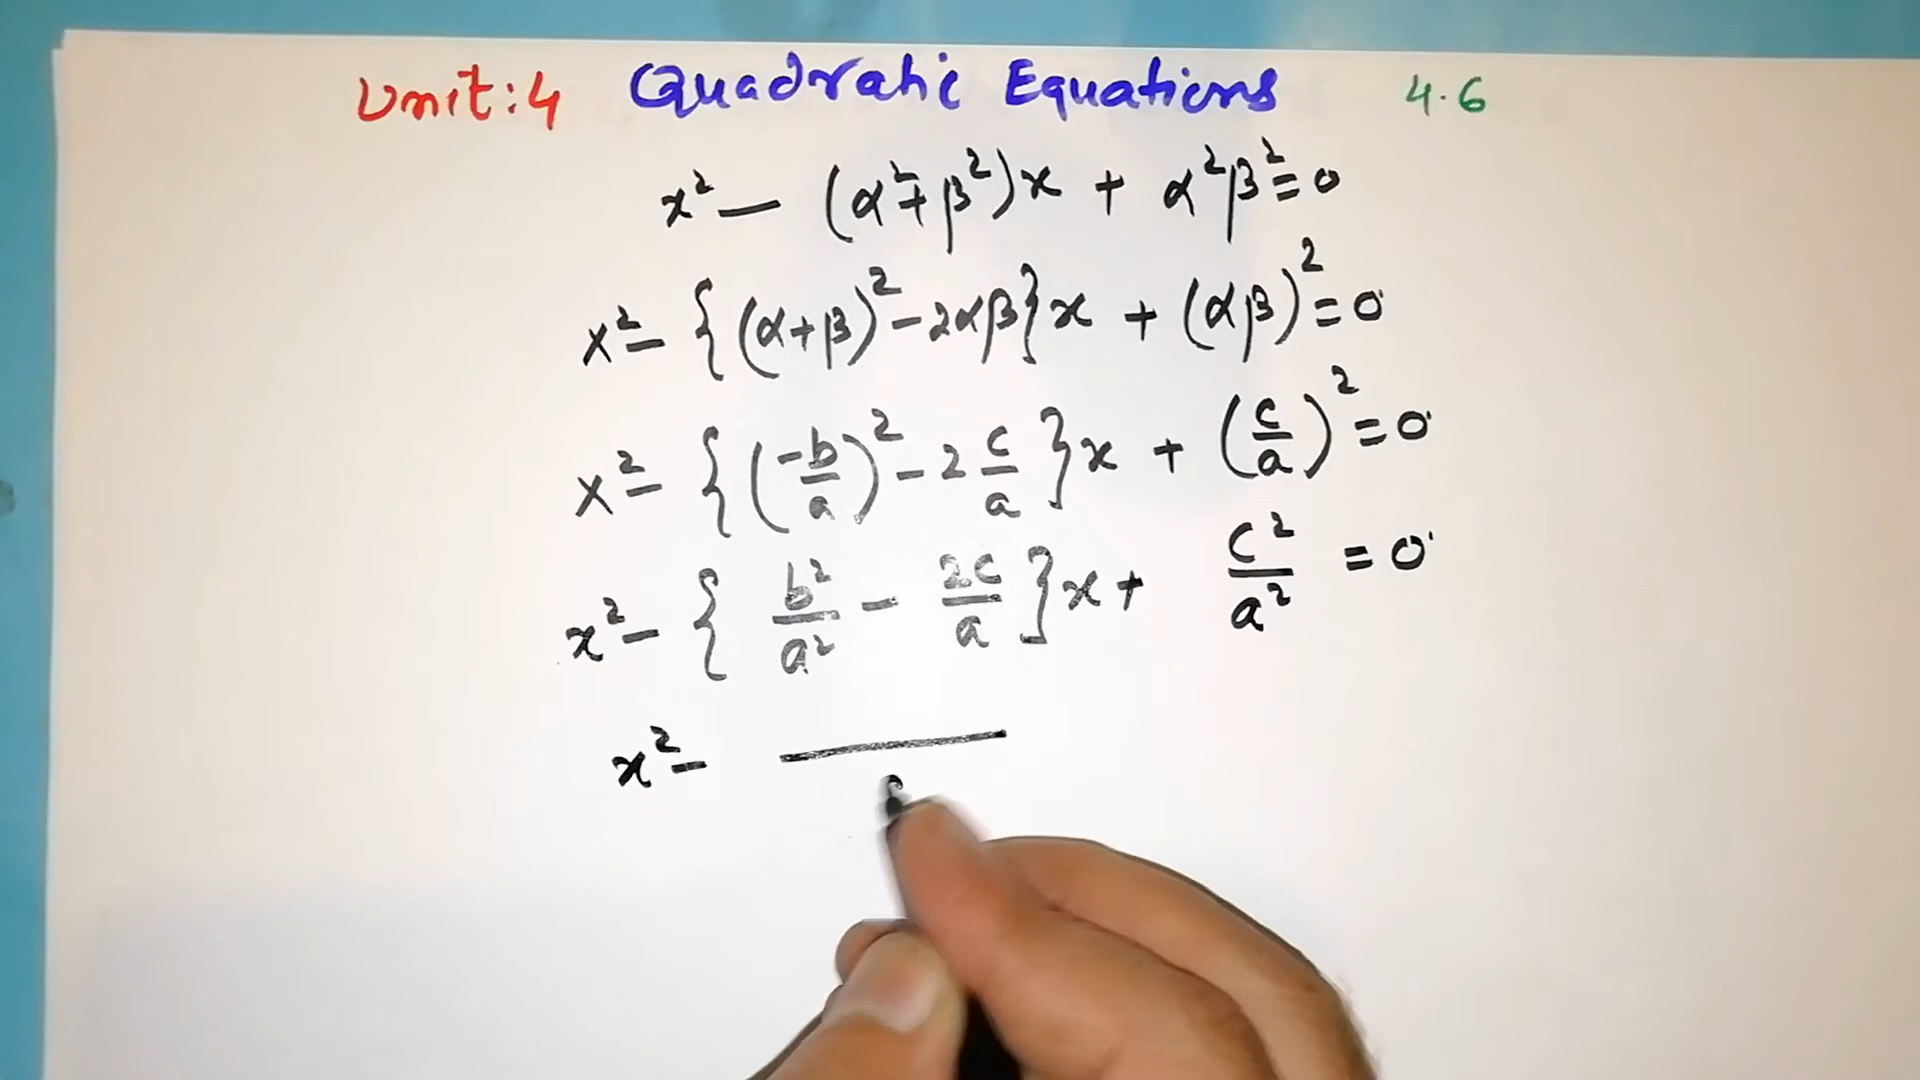 Unit:4 Quadratic Equations 4.6
x² — (α²+β²)x + α²β²=0
x² – {(α+β)²–2αβ}x + (αβ)²=0
x² – {(-b/a)² – 2 c/a}x + (c/a)²=0
x² – {b²/a² – 2c/a}x + c²/a² = 0
x² –